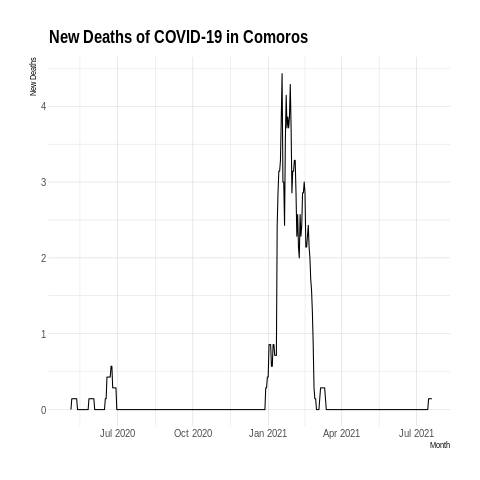 New Deaths of COVID-19 in Comoros
New Deaths
4
3
2
1
0
Jul 2020 Oct 2020 Jan 2021 Apr 2021 Jul 2021
Month